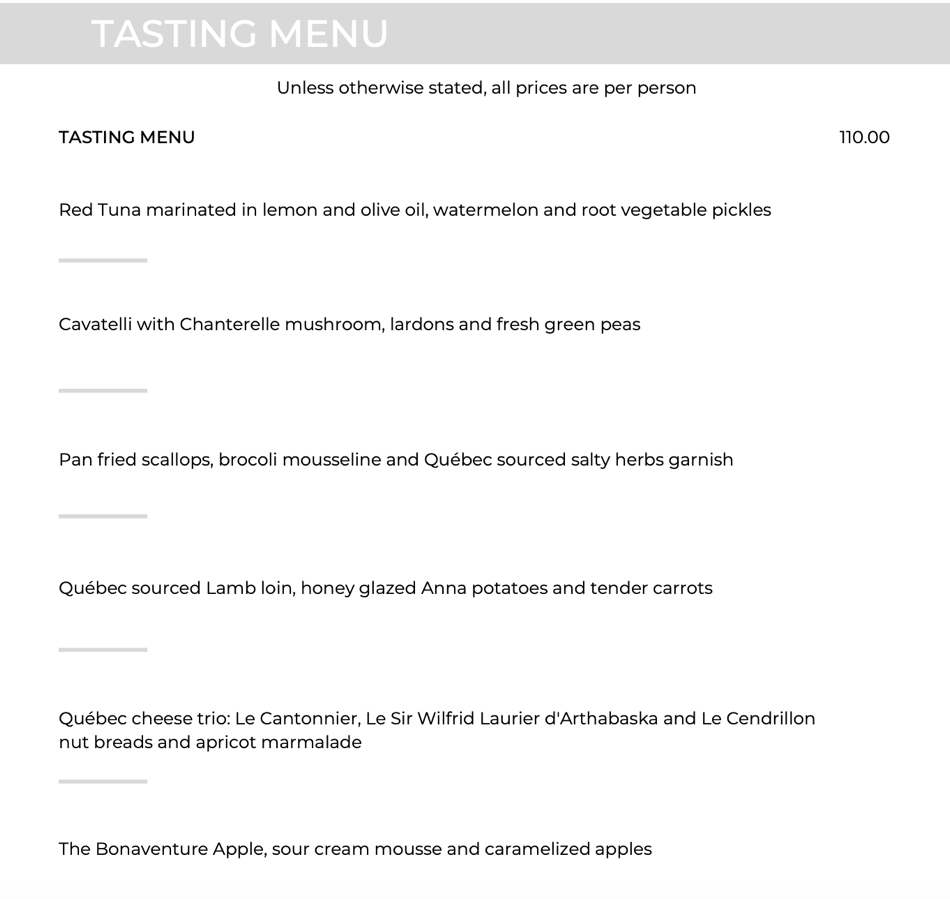 TASTING MENU
Unless otherwise stated, all prices are per person
TASTING MENU 110.00
Red Tuna marinated in lemon and olive oil, watermelon and root vegetable pickles
Cavatelli with Chanterelle mushroom, lardons and fresh green peas
Pan fried scallops, brocoli mousseline and Québec sourced salty herbs garnish
Québec sourced Lamb loin, honey glazed Anna potatoes and tender carrots
Québec cheese trio: Le Cantonnier, Le Sir Wilfrid Laurier d'Arthabaska and Le Cendrillon
nut breads and apricot marmalade
The Bonaventure Apple, sour cream mousse and caramelized apples